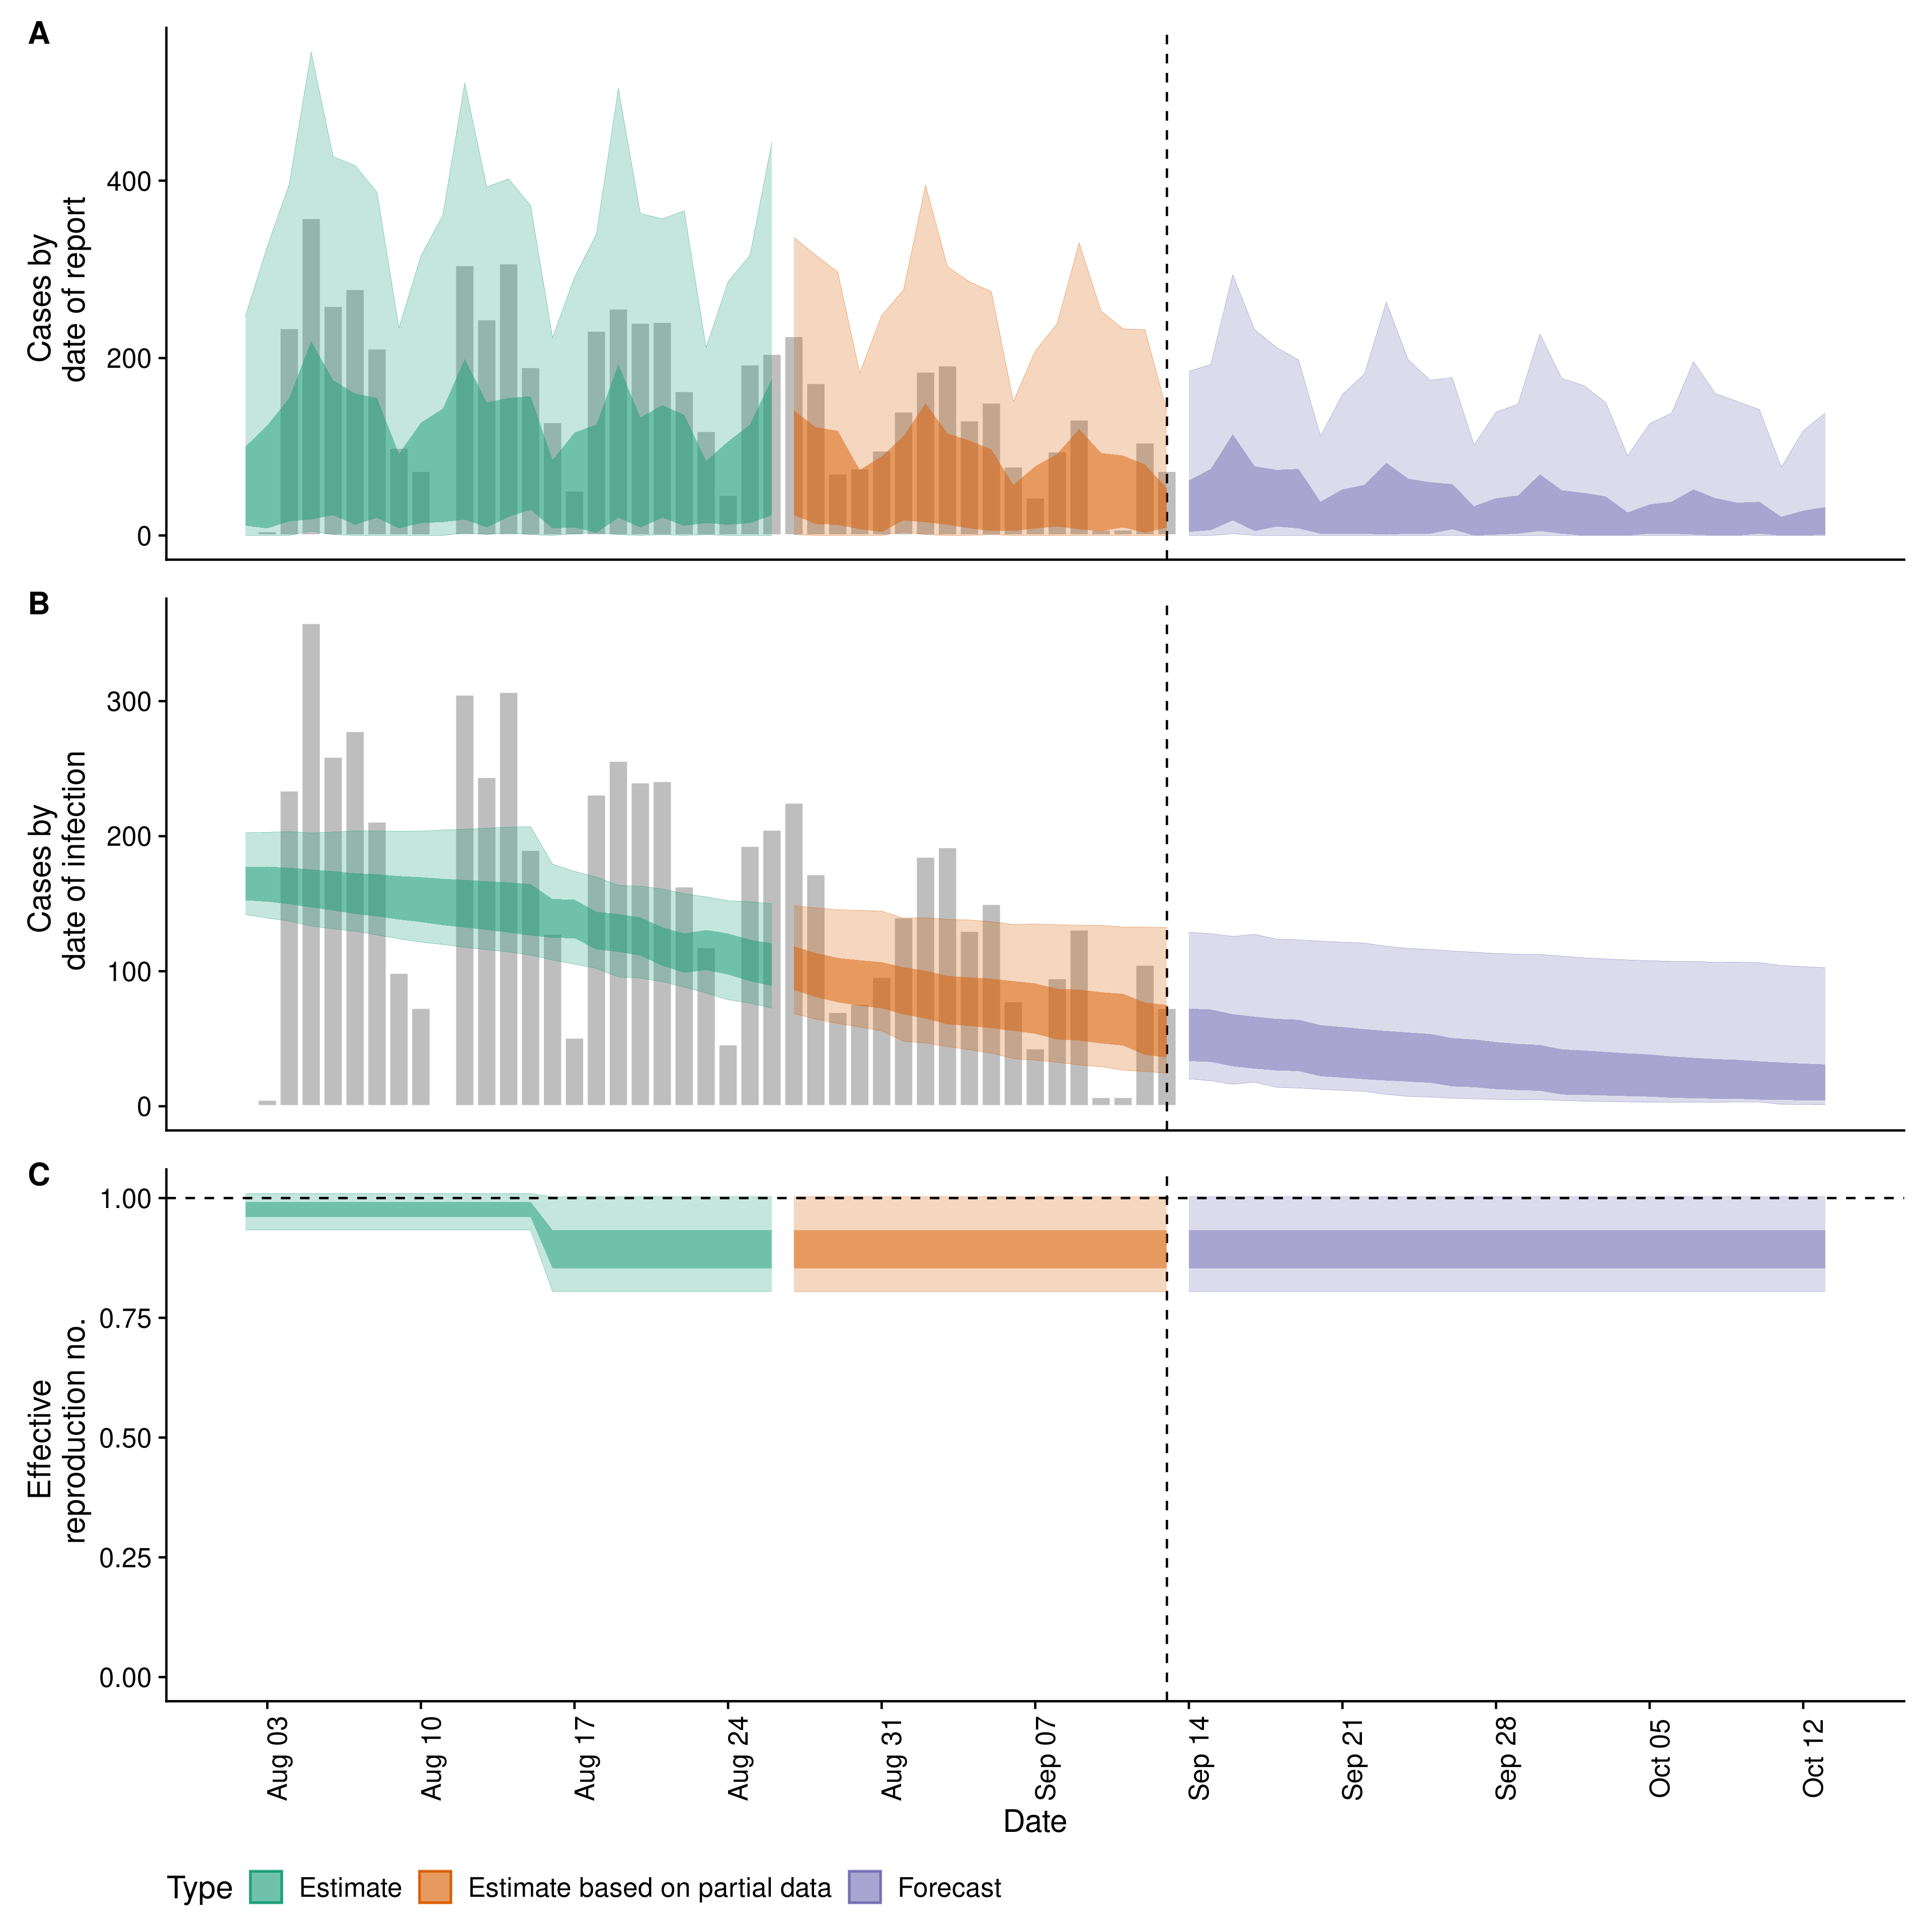 A
Cases by
date of report
400
200
0
B
Cases by
date of infection
300
200
100
0
C
Effective
reproduction no.
1.00
0.75
0.50
0.25
0.00
Aug 03
Aug 10
Aug 17
Aug 24
Aug 31
Sep 07
Sep 14
Sep 21
Sep 28
Oct 05
Oct 12
Date
Type Estimate Estimate based on partial data Forecast